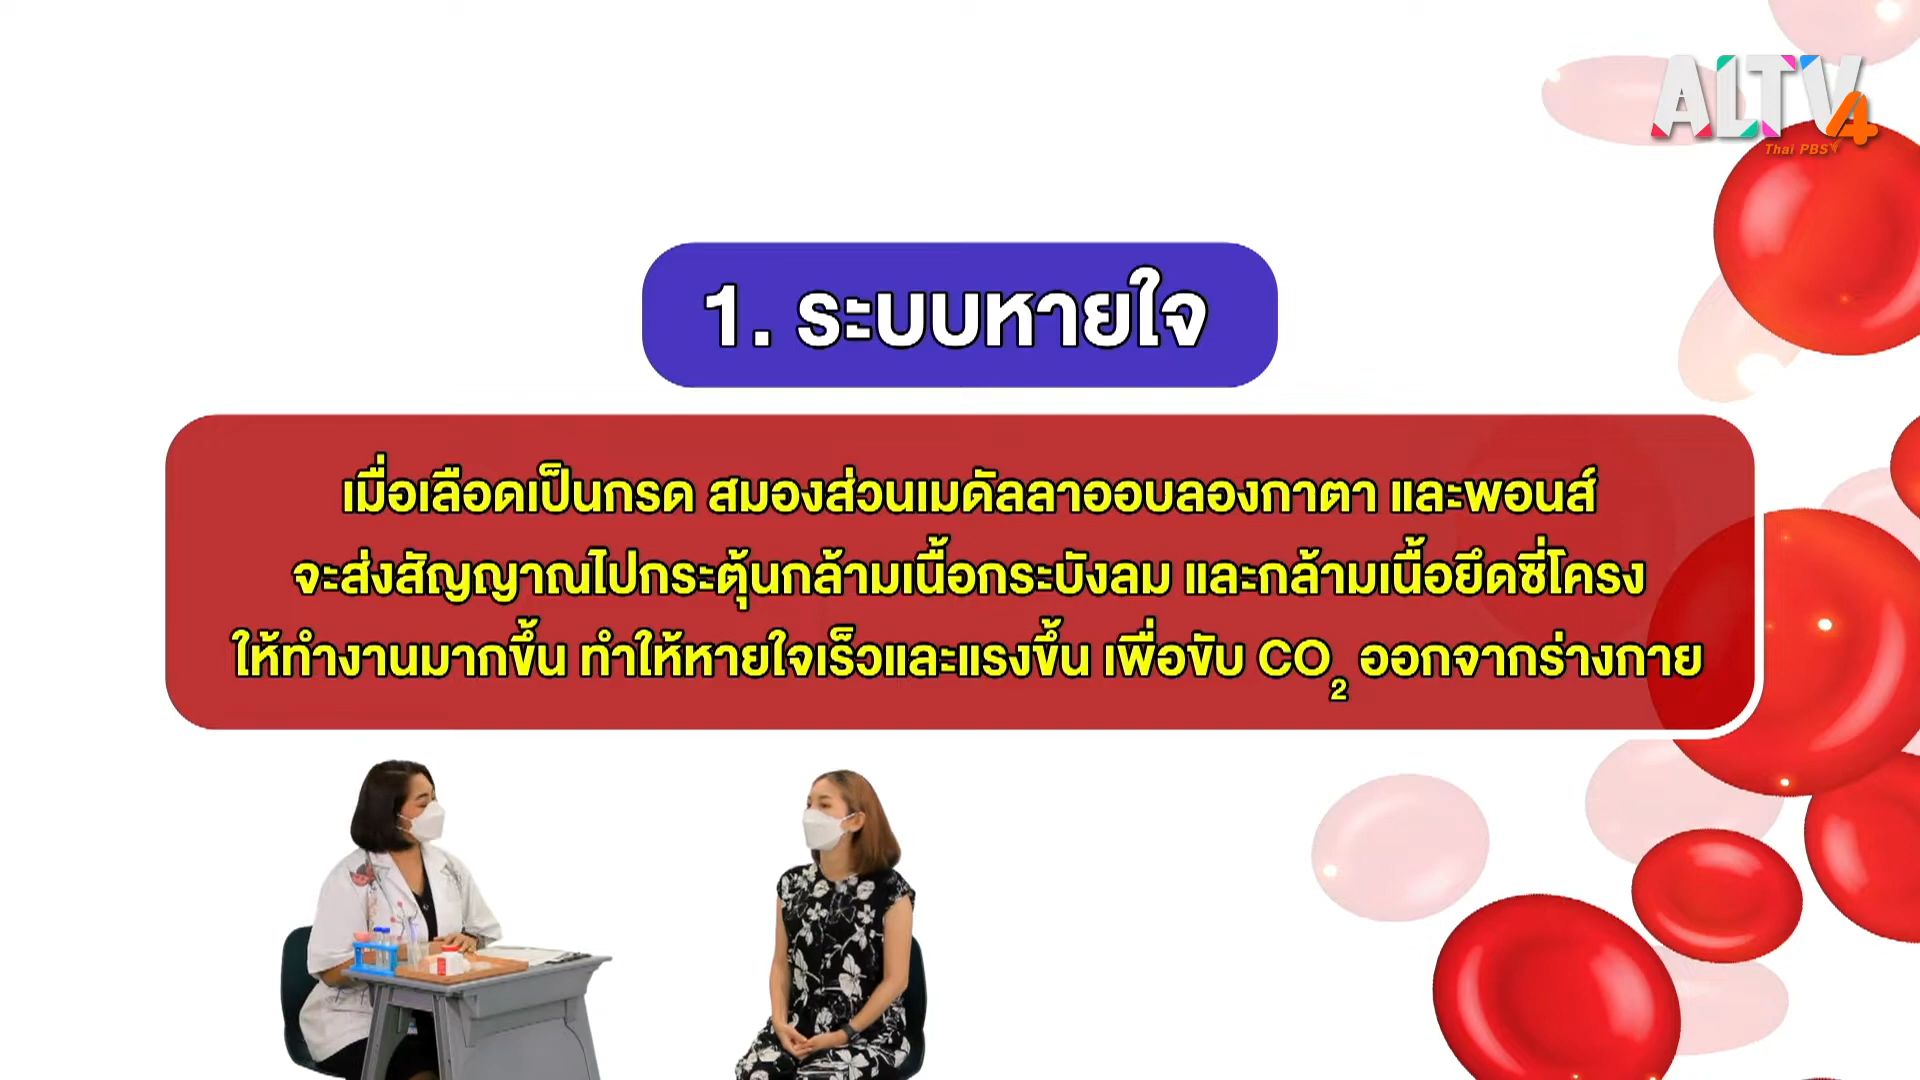 ALTV4
Thai PBS
1. ระบบหายใจ
เมื่อเลือดเป็นกรด สมองส่วนเมดัลลาออบลองกาตา และพอนส์
จะส่งสัญญาณไปกระตุ้นกล้ามเนื้อกระบังลม และกล้ามเนื้อยึดซี่โครง
ให้ทำงานมากขึ้น ทำให้หายใจเร็วและแรงขึ้น เพื่อขับ CO₂ ออกจากร่างกาย